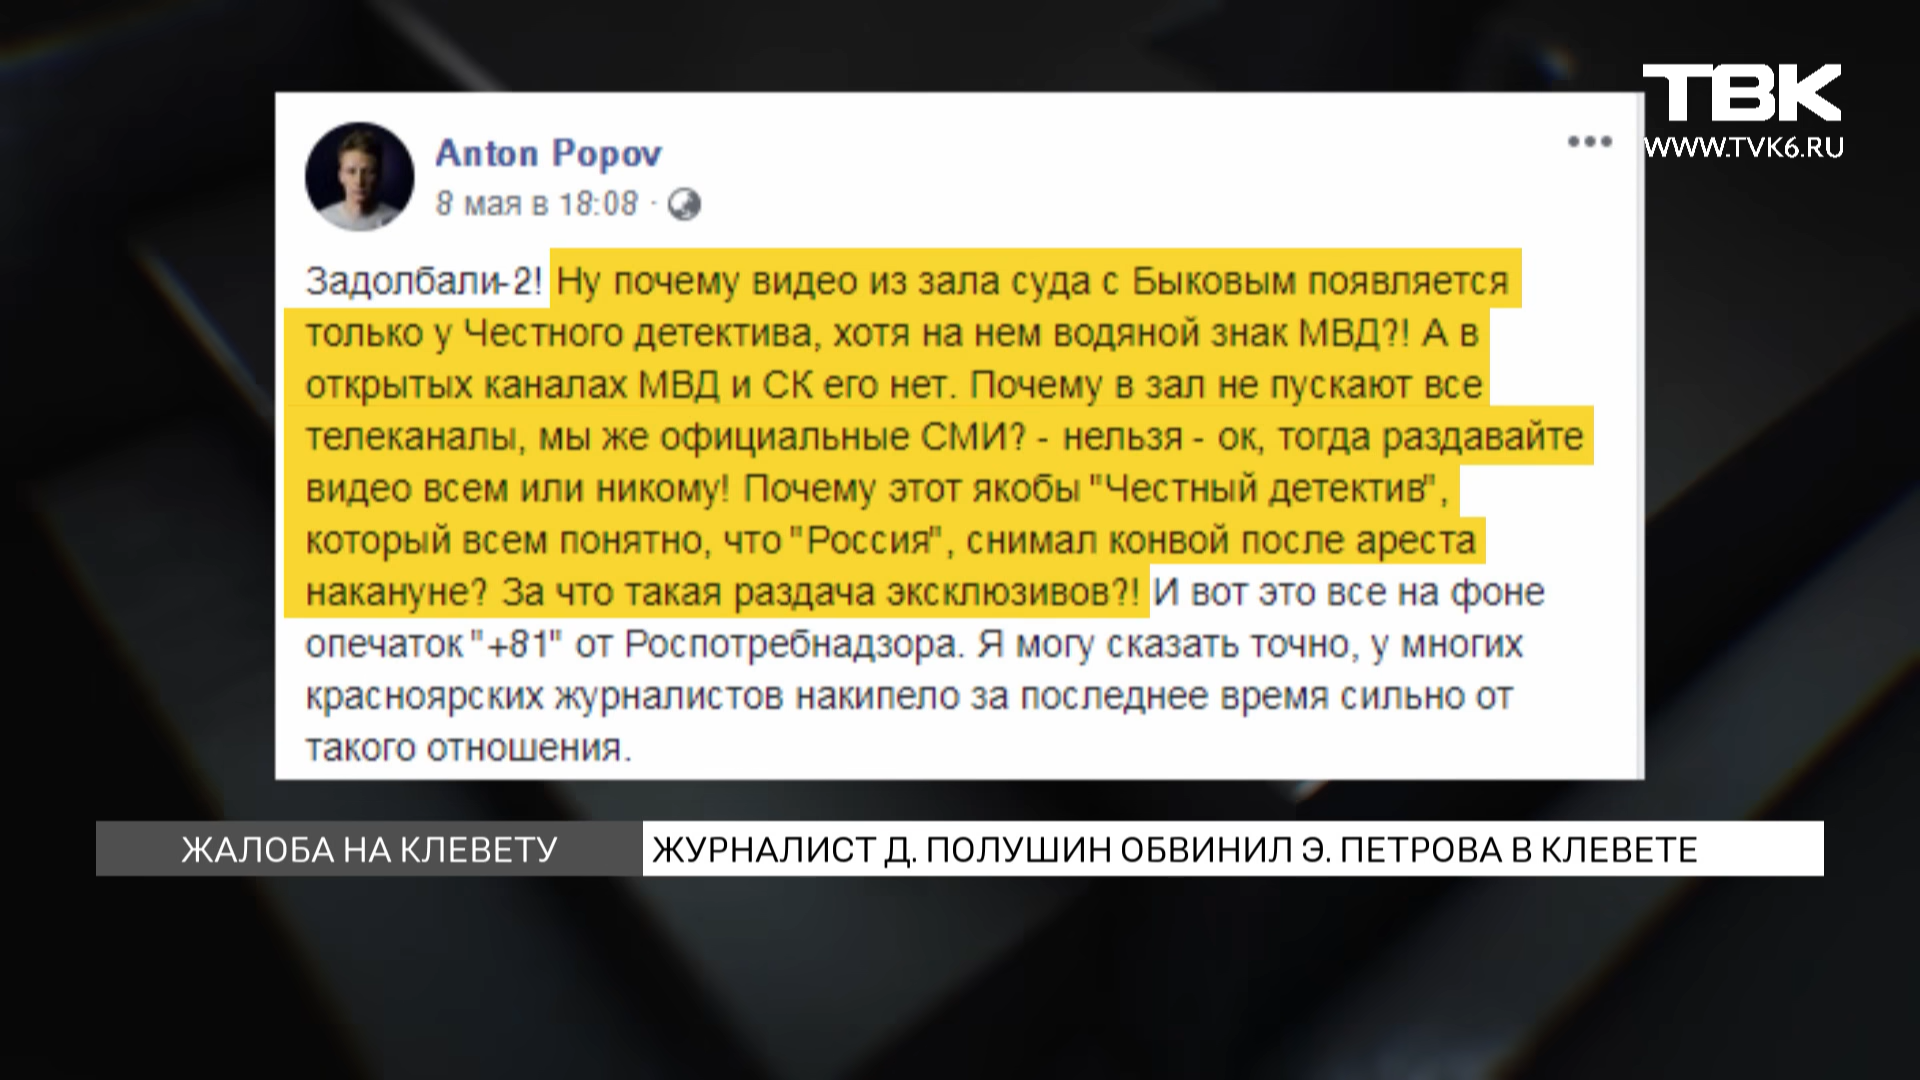 ТВК
WWW.TVK6.RU
Anton Popov
8 мая в 18:08 ·
Задолбали-2! Ну почему видео из зала суда с Быковым появляется
только у Честного детектива, хотя на нем водяной знак МВД?! А в
открытых каналах МВД и СК его нет. Почему в зал не пускают все
телеканалы, мы же официальные СМИ? - нельзя - ок, тогда раздавайте
видео всем или никому! Почему этот якобы "Честный детектив",
который всем понятно, что "Россия", снимал конвой после ареста
накануне? За что такая раздача эксклюзивов?! И вот это все на фоне
опечаток "+81" от Роспотребнадзора. Я могу сказать точно, у многих
красноярских журналистов накипело за последнее время сильно от
такого отношения.
ЖАЛОБА НА КЛЕВЕТУ
ЖУРНАЛИСТ Д. ПОЛУШИН ОБВИНИЛ Э. ПЕТРОВА В КЛЕВЕТЕ